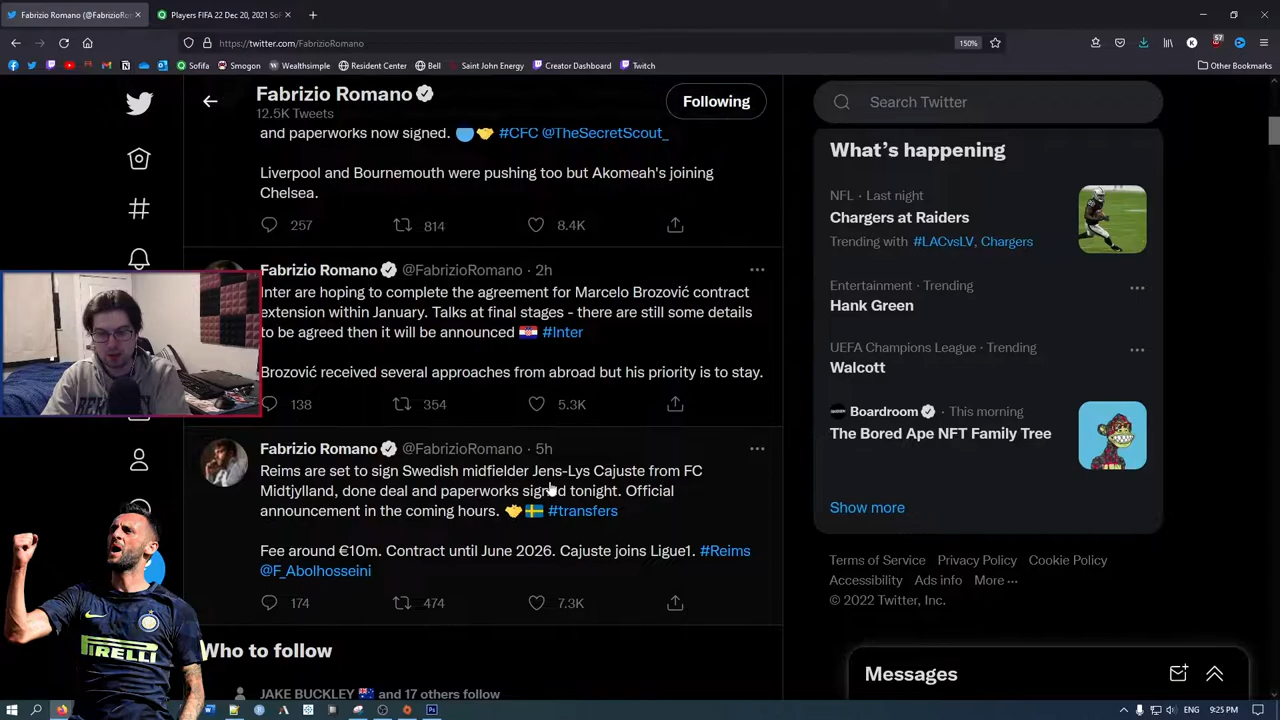 Fabrizio Romano (@FabrizioRom
Players FIFA 22 Dec 20, 2021 SoF
https://twitter.com/FabrizioRomano
150%
57
Sofifa
Smogon
Wealthsimple
Resident Center
Bell
Saint John Energy
Creator Dashboard
Twitch
Other Bookmarks
Fabrizio Romano
12.5K Tweets
Following
Search Twitter
and paperworks now signed. 🔵🤝 #CFC @TheSecretScout_
Liverpool and Bournemouth were pushing too but Akomeah's joining
Chelsea.
257 814 8.4K
Fabrizio Romano @FabrizioRomano · 2h
Inter are hoping to complete the agreement for Marcelo Brozović contract
extension within January. Talks at final stages - there are still some details
to be agreed then it will be announced 🇭🇷 #Inter
Brozović received several approaches from abroad but his priority is to stay.
138 354 5.3K
Fabrizio Romano @FabrizioRomano · 5h
Reims are set to sign Swedish midfielder Jens-Lys Cajuste from FC
Midtjylland, done deal and paperworks signed tonight. Official
announcement in the coming hours. 🤝🇸🇪 #transfers
Fee around €10m. Contract until June 2026. Cajuste joins Ligue1. #Reims
@F_Abolhosseini
174 474 7.3K
Who to follow
JAKE BUCKLEY 🇦🇺 and 17 others follow
What's happening
NFL · Last night
Chargers at Raiders
Trending with #LACvsLV, Chargers
Entertainment · Trending
Hank Green
UEFA Champions League · Trending
Walcott
Boardroom · This morning
The Bored Ape NFT Family Tree
Show more
Terms of Service Privacy Policy Cookie Policy
Accessibility Ads info More ···
© 2022 Twitter, Inc.
Messages
PIRELLI
ENG 9:25 PM